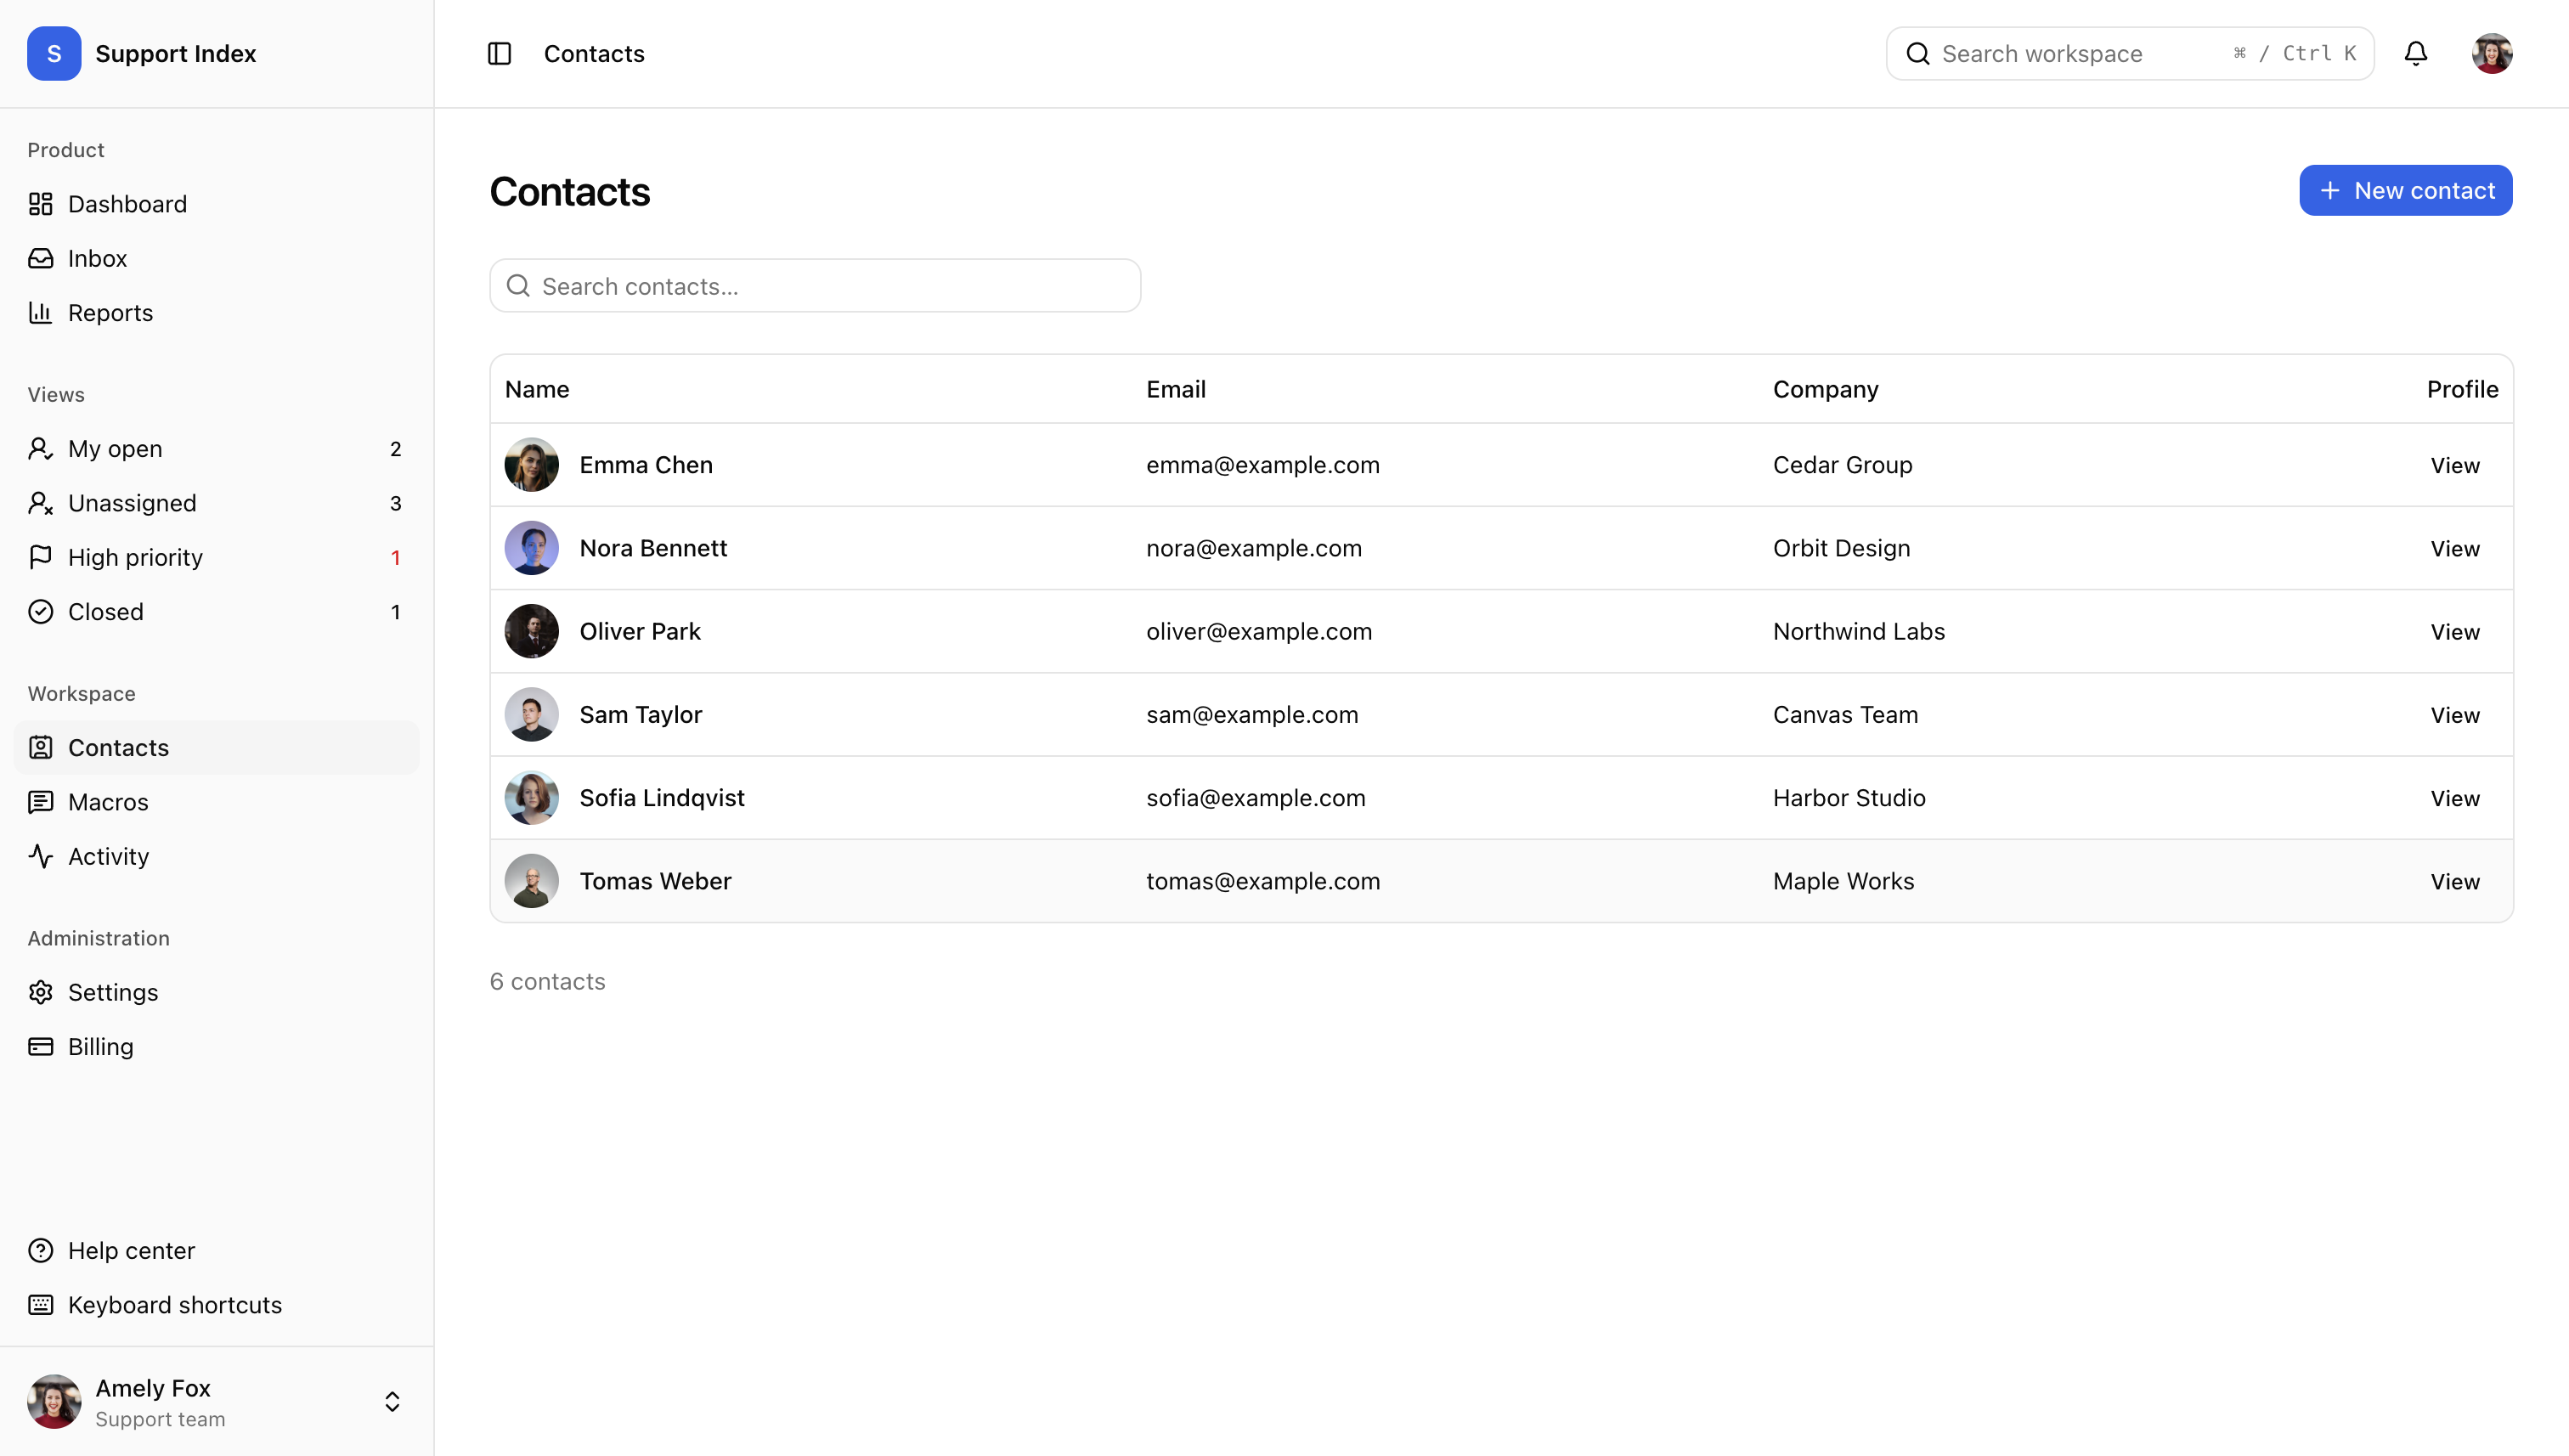 S Support Index
Contacts
Search workspace ⌘ / Ctrl K
Product
Dashboard
Inbox
Reports
Views
My open 2
Unassigned 3
High priority 1
Closed 1
Workspace
Contacts
Macros
Activity
Administration
Settings
Billing
Help center
Keyboard shortcuts
Amely Fox
Support team
Contacts
New contact
Search contacts...
Name Email Company Profile
Emma Chen emma@example.com Cedar Group View
Nora Bennett nora@example.com Orbit Design View
Oliver Park oliver@example.com Northwind Labs View
Sam Taylor sam@example.com Canvas Team View
Sofia Lindqvist sofia@example.com Harbor Studio View
Tomas Weber tomas@example.com Maple Works View
6 contacts